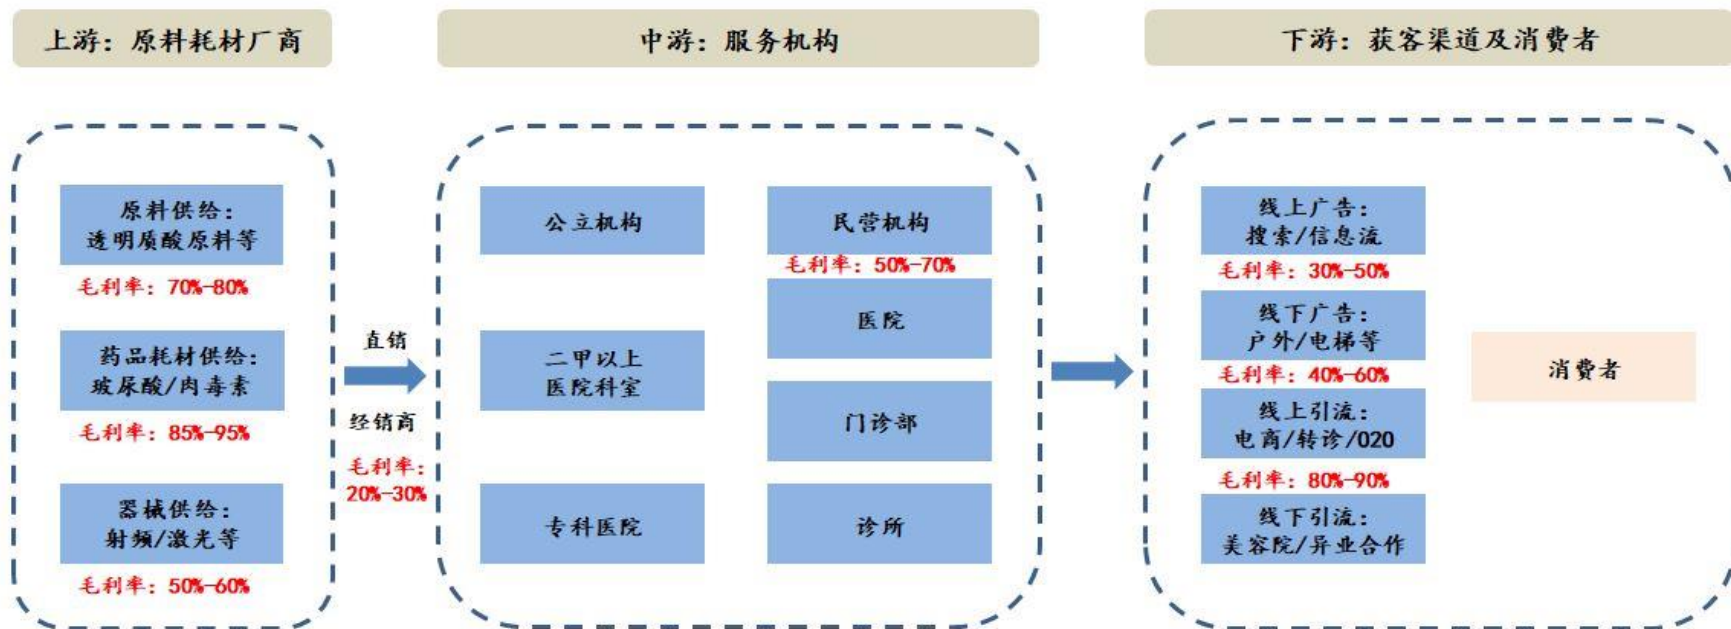 上游：原料耗材厂商
中游：服务机构
下游：获客渠道及消费者
原料供给：
透明质酸原料等
毛利率：70%-80%
药品耗材供给：
玻尿酸/肉毒素
毛利率：85%-95%
器械供给：
射频/激光等
毛利率：50%-60%
直销
经销商
毛利率：
20%-30%
公立机构
二甲以上
医院科室
专科医院
民营机构
毛利率：50%-70%
医院
门诊部
诊所
线上广告：
搜索/信息流
毛利率：30%-50%
线下广告：
户外/电梯等
毛利率：40%-60%
线上引流：
电商/转诊/O2O
毛利率：80%-90%
线下引流：
美容院/异业合作
消费者